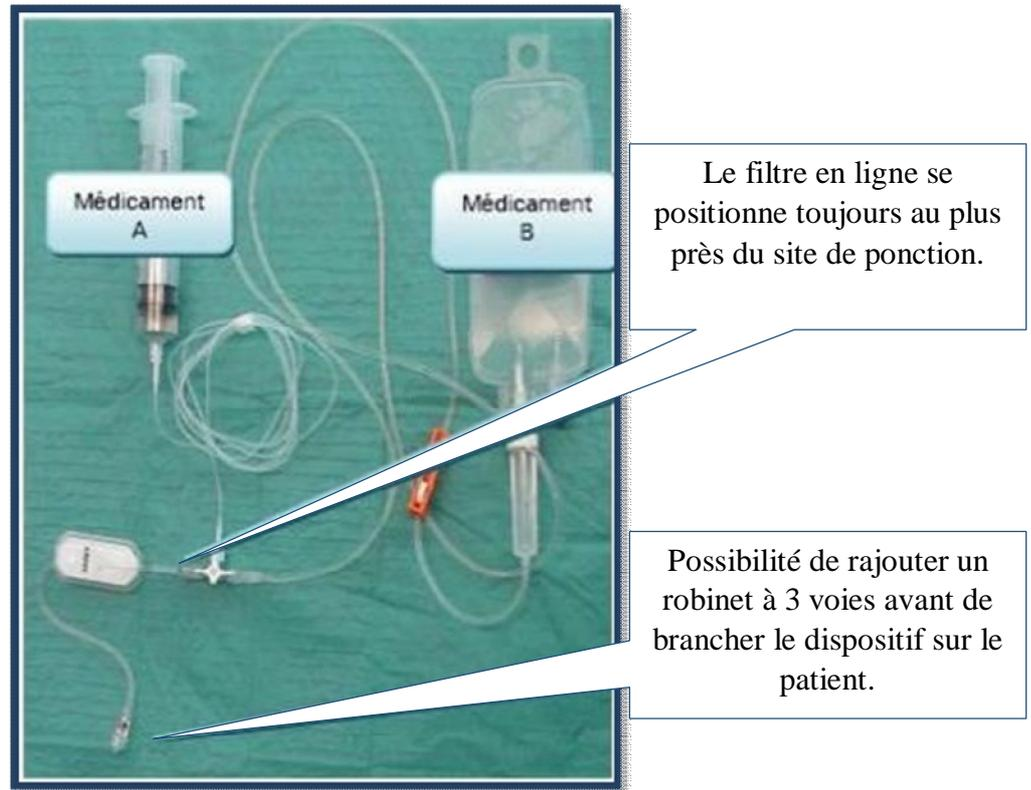 Médicament
A
Médicament
B
Le filtre en ligne se
positionne toujours au plus
près du site de ponction.
Possibilité de rajouter un
robinet à 3 voies avant de
brancher le dispositif sur le
patient.